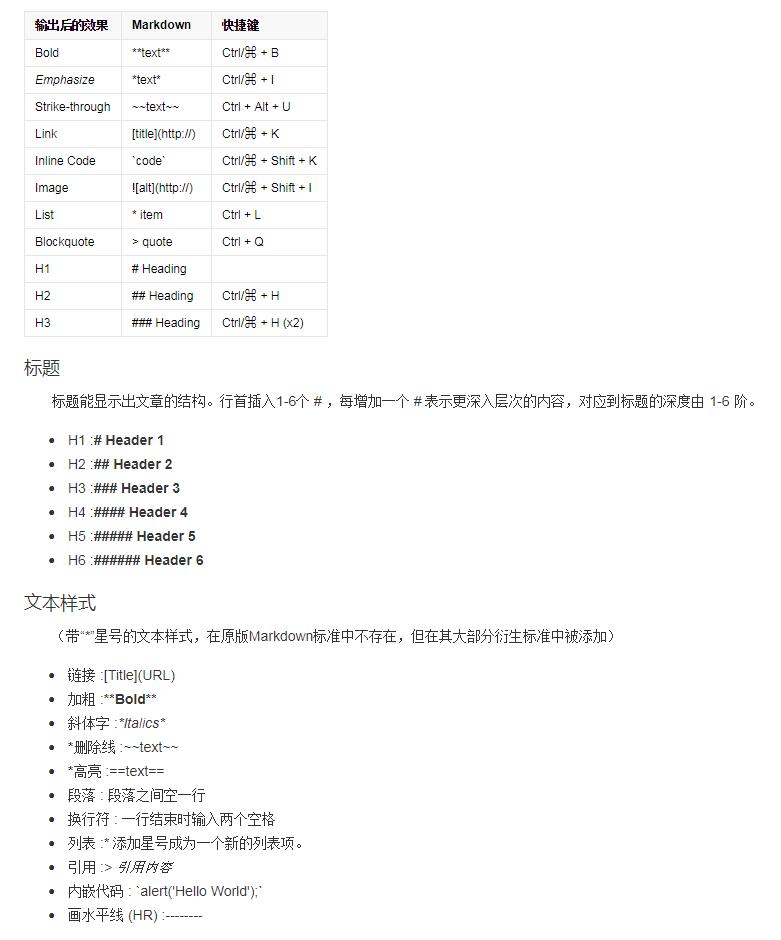 输出后的效果 Markdown 快捷键
Bold **text** Ctrl/⌘ + B
Emphasize *text* Ctrl/⌘ + I
Strike-through ~~text~~ Ctrl + Alt + U
Link [title](http://) Ctrl/⌘ + K
Inline Code `code` Ctrl/⌘ + Shift + K
Image ![alt](http://) Ctrl/⌘ + Shift + I
List * item Ctrl + L
Blockquote > quote Ctrl + Q
H1 # Heading
H2 ## Heading Ctrl/⌘ + H
H3 ### Heading Ctrl/⌘ + H (x2)
标题
标题能显示出文章的结构。行首插入1-6个 # ，每增加一个 # 表示更深入层次的内容，对应到标题的深度由 1-6 阶。
• H1 :# Header 1
• H2 :## Header 2
• H3 :### Header 3
• H4 :#### Header 4
• H5 :##### Header 5
• H6 :###### Header 6
文本样式
（带“*”星号的文本样式，在原版Markdown标准中不存在，但在其大部分衍生标准中被添加）
• 链接 :[Title](URL)
• 加粗 :**Bold**
• 斜体字 :*Italics*
• *删除线 :~~text~~
• *高亮 :==text==
• 段落 : 段落之间空一行
• 换行符 : 一行结束时输入两个空格
• 列表 :* 添加星号成为一个新的列表项。
• 引用 :> 引用内容
• 内嵌代码 : `alert('Hello World');`
• 画水平线 (HR) :--------